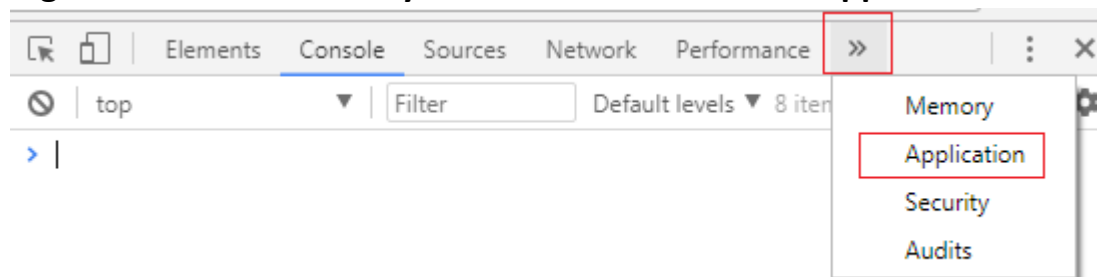 Elements Console Sources Network Performance »
top ▼ Filter Default levels ▼ 8 item
Memory
> Application
Security
Audits